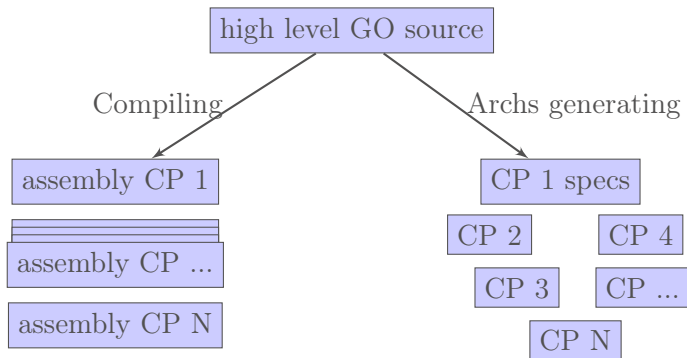 high level GO source
Compiling
Archs generating
assembly CP 1
CP 1 specs
CP 2
CP 4
assembly CP ...
CP 3
CP ...
assembly CP N
CP N